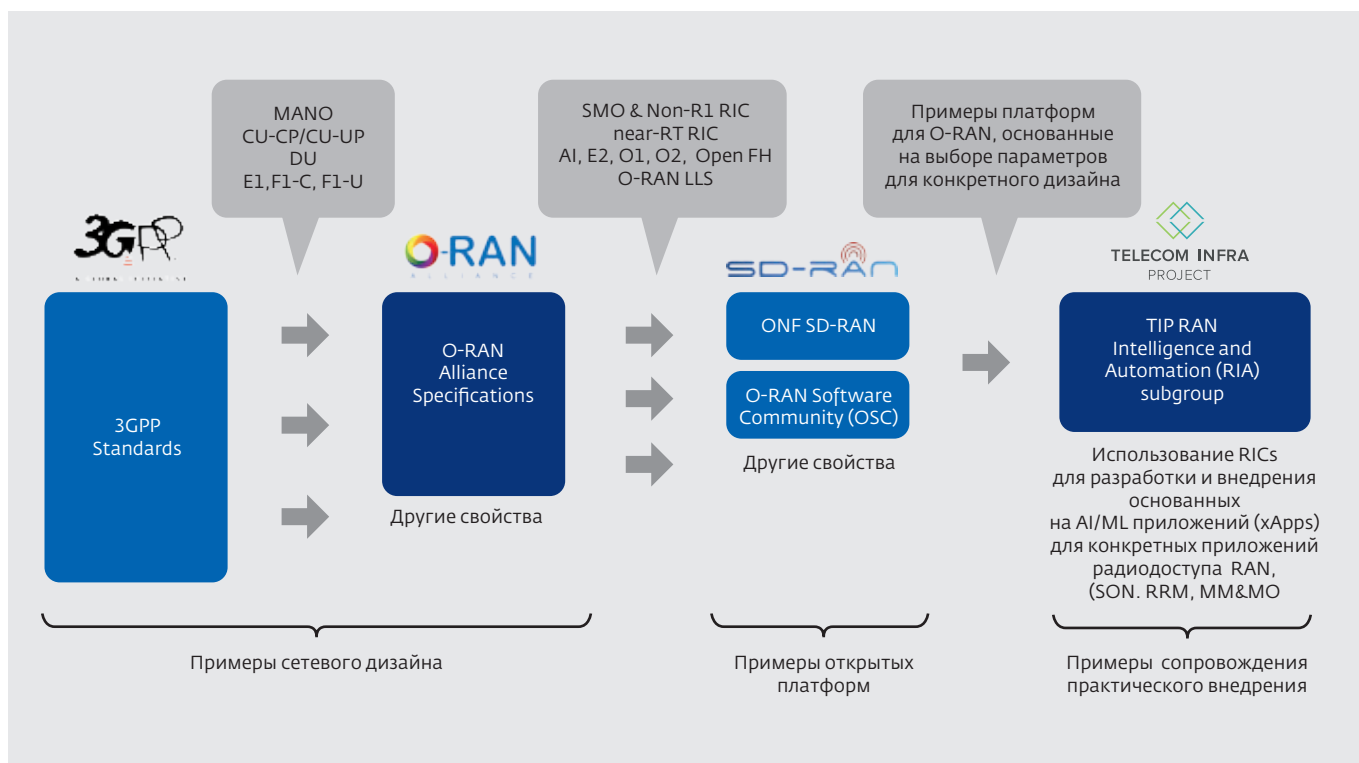 MANO
CU-CP/CU-UP
DU
E1,F1-C, F1-U
SMO & Non-R1 RIC
near-RT RIC
AI, E2, O1, O2, Open FH
O-RAN LLS
Примеры платформ
для O-RAN, основанные
на выборе параметров
для конкретного дизайна
3GPP
O-RAN
ALLIANCE
SD-RAN
TELECOM INFRA
PROJECT
3GPP
Standards
O-RAN
Alliance
Specifications
Другие свойства
ONF SD-RAN
O-RAN Software
Community (OSC)
Другие свойства
TIP RAN
Intelligence and
Automation (RIA)
subgroup
Использование RICs
для разработки и внедрения
основанных
на AI/ML приложений (xApps)
для конкретных приложений
радиодоступа RAN,
(SON. RRM, MM&MO
Примеры сетевого дизайна
Примеры открытых
платформ
Примеры сопровождения
практического внедрения